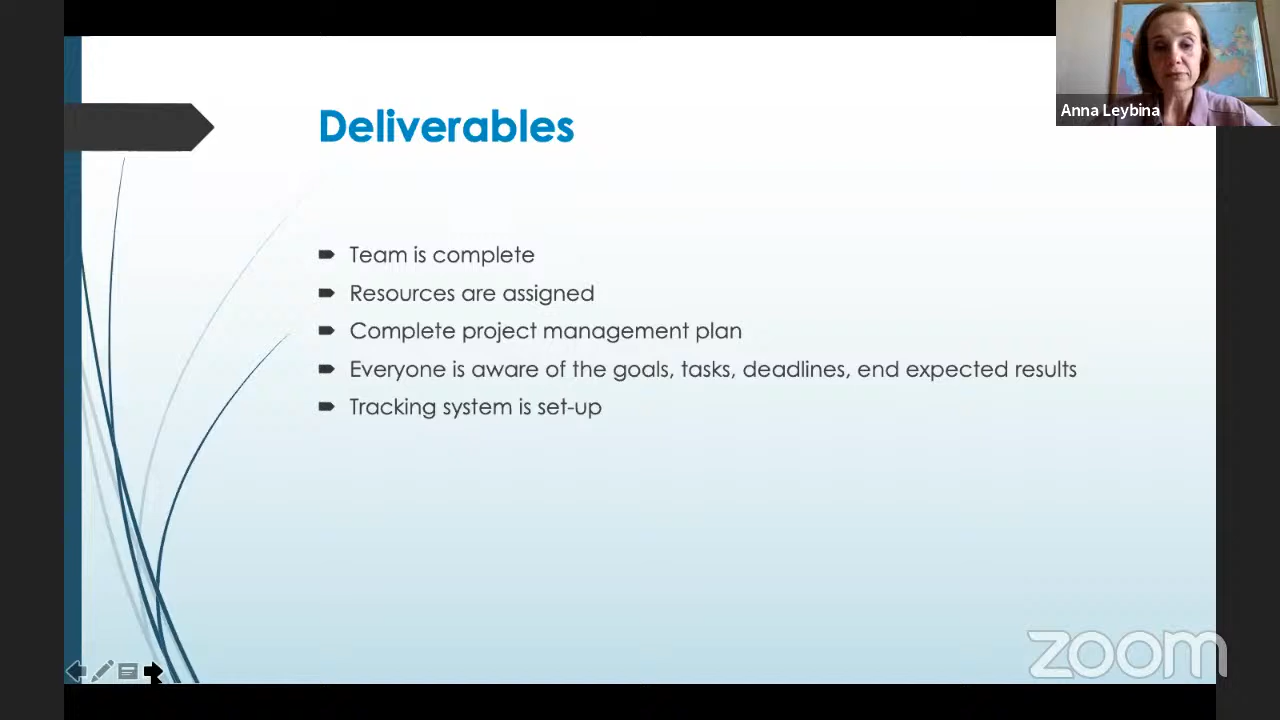 Anna Leybina
Deliverables
Team is complete
Resources are assigned
Complete project management plan
Everyone is aware of the goals, tasks, deadlines, end expected results
Tracking system is set-up
zoom